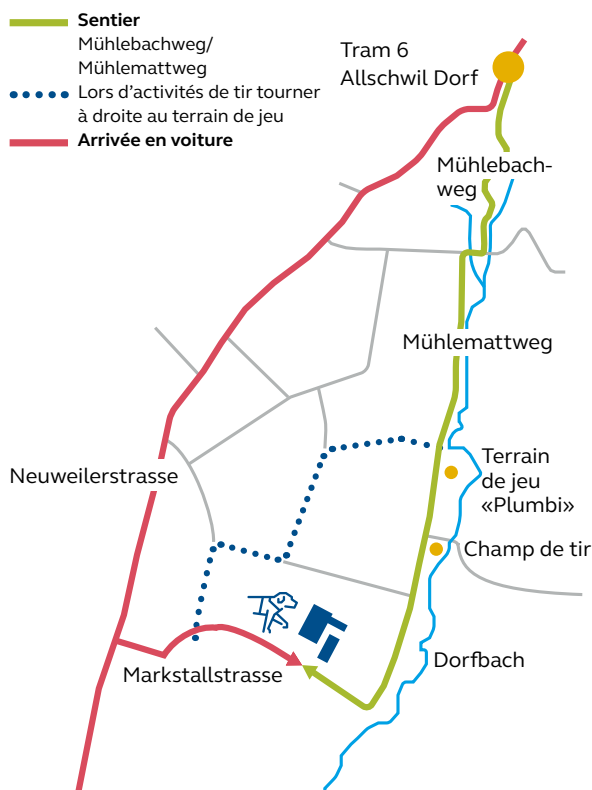 Sentier
Mühlebachweg/
Mühlemattweg
Lors d’activités de tir tourner
à droite au terrain de jeu
Arrivée en voiture
Tram 6
Allschwil Dorf
Mühlebach-
weg
Mühlemattweg
Neuweilerstrasse
Terrain
de jeu
«Plumbi»
Champ de tir
Dorfbach
Markstallstrasse